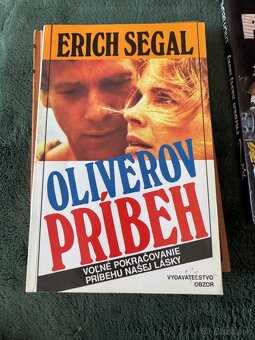 ERICH SEGAL
OLIVEROV
PRÍBEH
VOĽNÉ POKRAČOVANIE
PRÍBEHU NAŠEJ LÁSKY
VYDAVATEĽSTVO
OBZOR